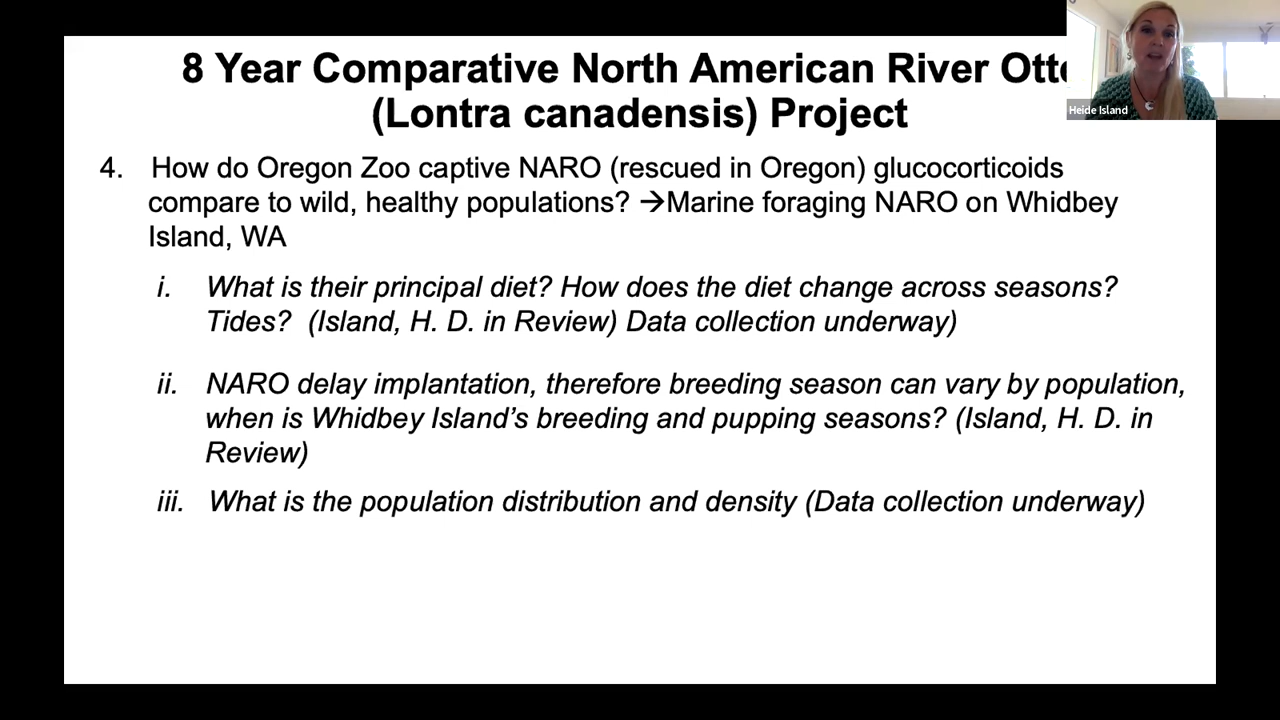 8 Year Comparative North American River Otte
(Lontra canadensis) Project
Heide Island
4. How do Oregon Zoo captive NARO (rescued in Oregon) glucocorticoids
compare to wild, healthy populations? →Marine foraging NARO on Whidbey
Island, WA
i. What is their principal diet? How does the diet change across seasons?
Tides? (Island, H. D. in Review) Data collection underway)
ii. NARO delay implantation, therefore breeding season can vary by population,
when is Whidbey Island’s breeding and pupping seasons? (Island, H. D. in
Review)
iii. What is the population distribution and density (Data collection underway)